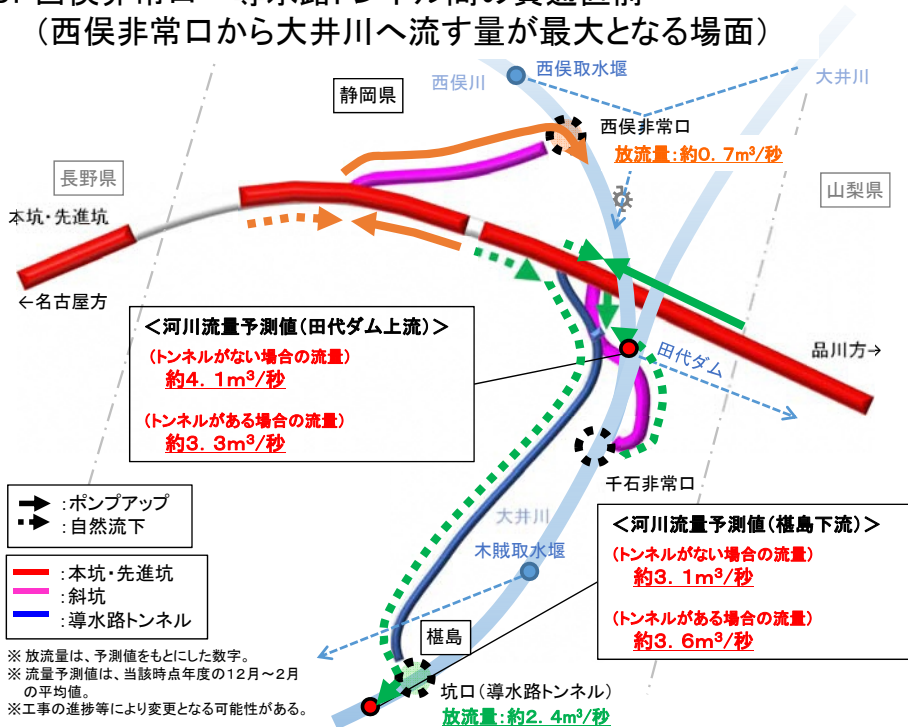 (西俣非常口から大井川へ流す量が最大となる場面)
西俣川
西俣取水堰
大井川
静岡県
西俣非常口
放流量:約0.7m³/秒
長野県
山梨県
本坑・先進坑
←名古屋方
<河川流量予測値(田代ダム上流)>
(トンネルがない場合の流量)
約4.1m³/秒
(トンネルがある場合の流量)
約3.3m³/秒
田代ダム
品川方→
千石非常口
:ポンプアップ
:自然流下
大井川
木賊取水堰
<河川流量予測値(椹島下流)>
(トンネルがない場合の流量)
約3.1m³/秒
(トンネルがある場合の流量)
約3.6m³/秒
:本坑・先進坑
:斜坑
:導水路トンネル
椹島
※ 放流量は、予測値をもとにした数字。
※ 流量予測値は、当該時点年度の12月~2月
の平均値。
※工事の進捗等により変更となる可能性がある。
坑口(導水路トンネル)
放流量:約2.4m³/秒